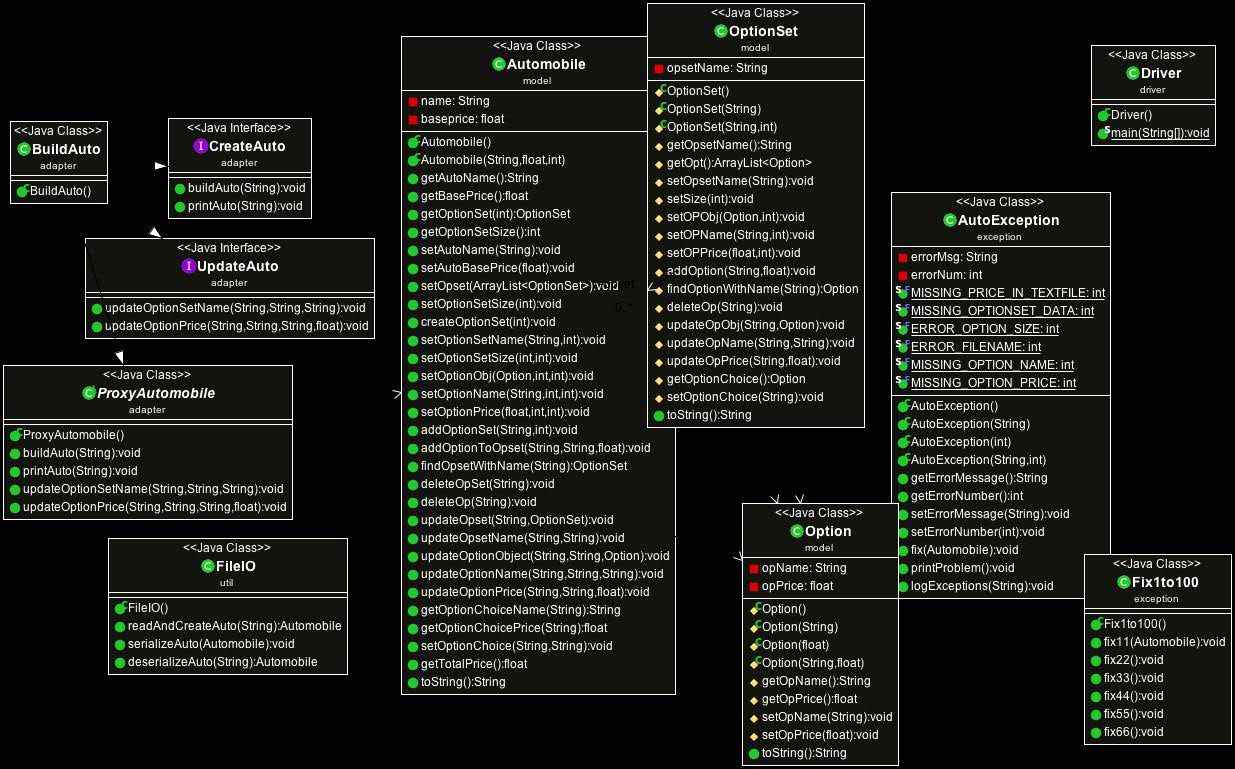 <<Java Class>>
BuildAuto
adapter
BuildAuto()
<<Java Interface>>
CreateAuto
adapter
buildAuto(String):void
printAuto(String):void
<<Java Interface>>
UpdateAuto
adapter
updateOptionSetName(String,String,String):void
updateOptionPrice(String,String,String,float):void
<<Java Class>>
ProxyAutomobile
adapter
ProxyAutomobile()
buildAuto(String):void
printAuto(String):void
updateOptionSetName(String,String,String):void
updateOptionPrice(String,String,String,float):void
<<Java Class>>
FileIO
util
FileIO()
readAndCreateAuto(String):Automobile
serializeAuto(Automobile):void
deserializeAuto(String):Automobile
<<Java Class>>
Automobile
model
name: String
baseprice: float
Automobile()
Automobile(String,float,int)
getAutoName():String
getBasePrice():float
getOptionSet(int):OptionSet
getOptionSetSize():int
setAutoName(String):void
setAutoBasePrice(float):void
setOpset(ArrayList<OptionSet>):void
setOptionSetSize(int):void
createOptionSet(int):void
setOptionSetName(String,int):void
setOptionSetSize(int,int):void
setOptionObj(Option,int,int):void
setOptionName(String,int,int):void
setOptionPrice(float,int,int):void
addOptionSet(String,int):void
addOptionToOpset(String,String,float):void
findOpsetWithName(String):OptionSet
deleteOpSet(String):void
deleteOp(String):void
updateOpset(String,OptionSet):void
updateOpsetName(String,String):void
updateOptionObject(String,String,Option):void
updateOptionName(String,String,String):void
updateOptionPrice(String,String,float):void
getOptionChoiceName(String):String
getOptionChoicePrice(String):float
setOptionChoice(String,String):void
getTotalPrice():float
toString():String
0..*
<<Java Class>>
OptionSet
model
opsetName: String
OptionSet()
OptionSet(String)
OptionSet(String,int)
getOpsetName():String
getOpt():ArrayList<Option>
setOpsetName(String):void
setSize(int):void
setOPObj(Option,int):void
setOPName(String,int):void
setOPPrice(float,int):void
addOption(String,float):void
findOptionWithName(String):Option
deleteOp(String):void
updateOpObj(String,Option):void
updateOpName(String,String):void
updateOpPrice(String,float):void
getOptionChoice():Option
setOptionChoice(String):void
toString():String
<<Java Class>>
Option
model
opName: String
opPrice: float
Option()
Option(String)
Option(float)
Option(String,float)
getOpName():String
getOpPrice():float
setOpName(String):void
setOpPrice(float):void
toString():String
<<Java Class>>
Driver
driver
Driver()
main(String[]):void
<<Java Class>>
AutoException
exception
errorMsg: String
errorNum: int
MISSING_PRICE_IN_TEXTFILE: int
MISSING_OPTIONSET_DATA: int
ERROR_OPTION_SIZE: int
ERROR_FILENAME: int
MISSING_OPTION_NAME: int
MISSING_OPTION_PRICE: int
AutoException()
AutoException(String)
AutoException(int)
AutoException(String,int)
getErrorMessage():String
getErrorNumber():int
setErrorMessage(String):void
setErrorNumber(int):void
fix(Automobile):void
printProblem():void
logExceptions(String):void
<<Java Class>>
Fix1to100
exception
Fix1to100()
fix11(Automobile):void
fix22():void
fix33():void
fix44():void
fix55():void
fix66():void